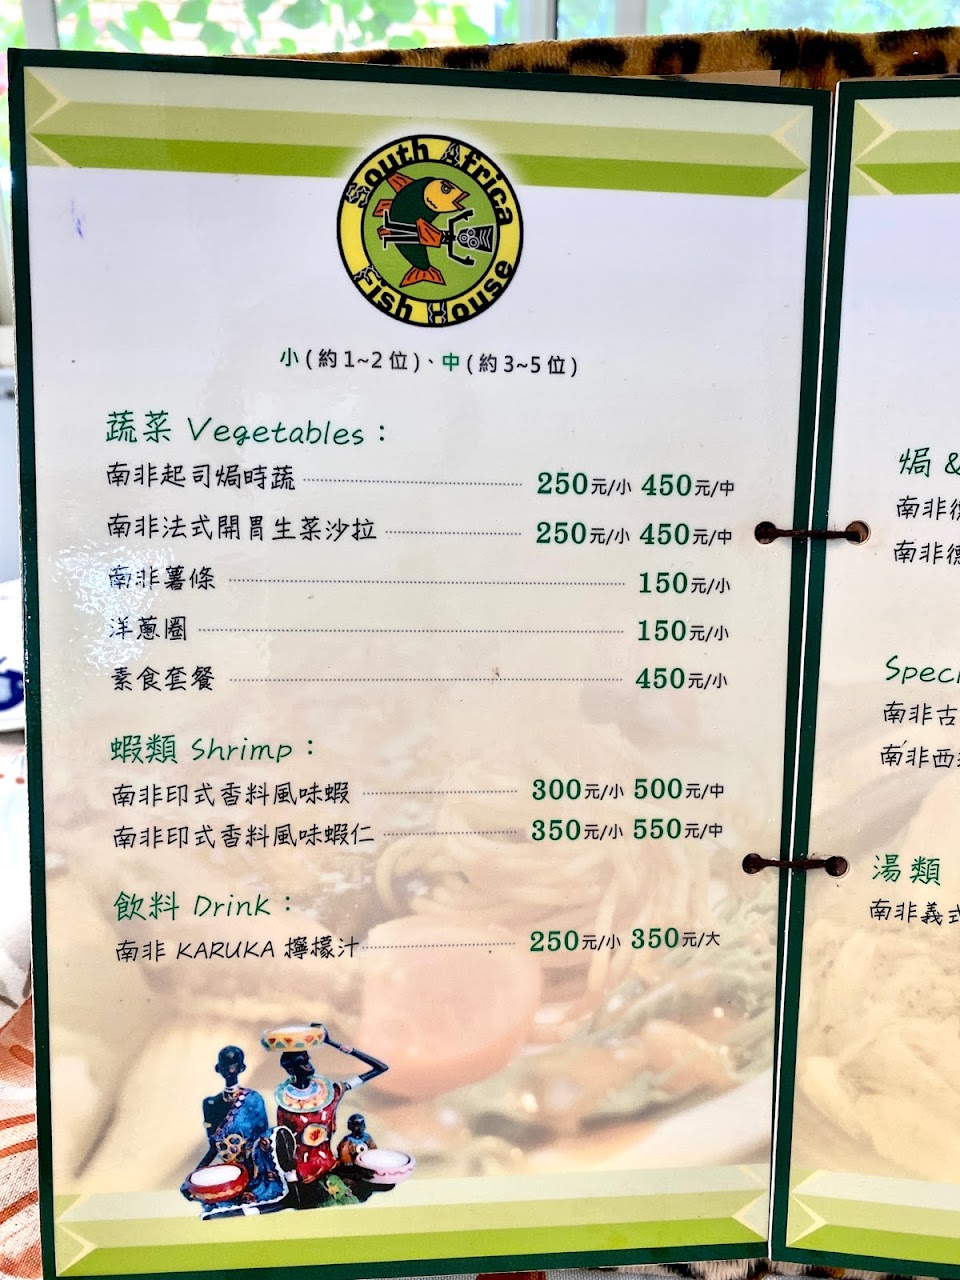 South Africa
Fish House
小(約1~2位)、中(約3~5位)
蔬菜 Vegetables：
南非起司焗時蔬 250元/小 450元/中
南非法式開胃生菜沙拉 250元/小 450元/中
南非薯條 150元/小
洋蔥圈 150元/小
素食套餐 450元/小
蝦類 Shrimp：
南非印式香料風味蝦 300元/小 500元/中
南非印式香料風味蝦仁 350元/小 550元/中
飲料 Drink：
南非 KARUKA 檸檬汁 250元/小 350元/大
焗 &
南非
南非德
Speci
南非古
南非西
湯類
南非義式